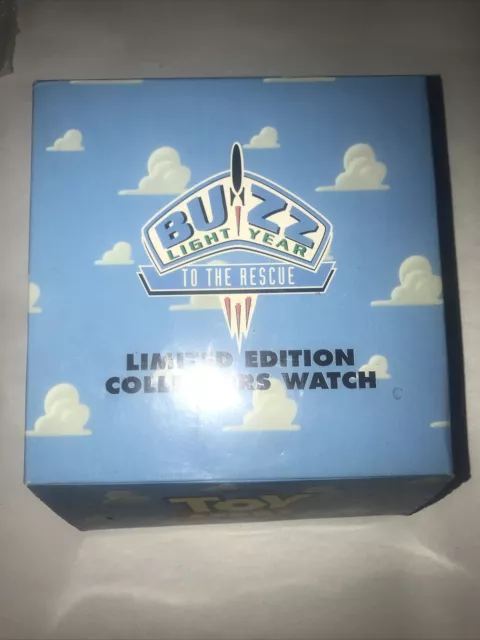 BUZZ
LIGHT YEAR
TO THE RESCUE
LIMITED EDITION
COLLECTORS WATCH
TOY